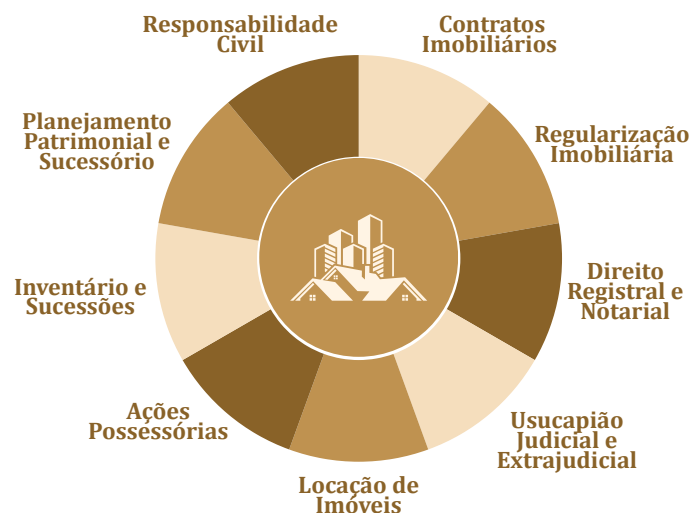 Responsabilidade
Civil
Contratos
Imobiliários
Regularização
Imobiliária
Direito
Registral e
Notarial
Usucapião
Judicial e
Extrajudicial
Locação de
Imóveis
Ações
Possessórias
Inventário e
Sucessões
Planejamento
Patrimonial e
Sucessório